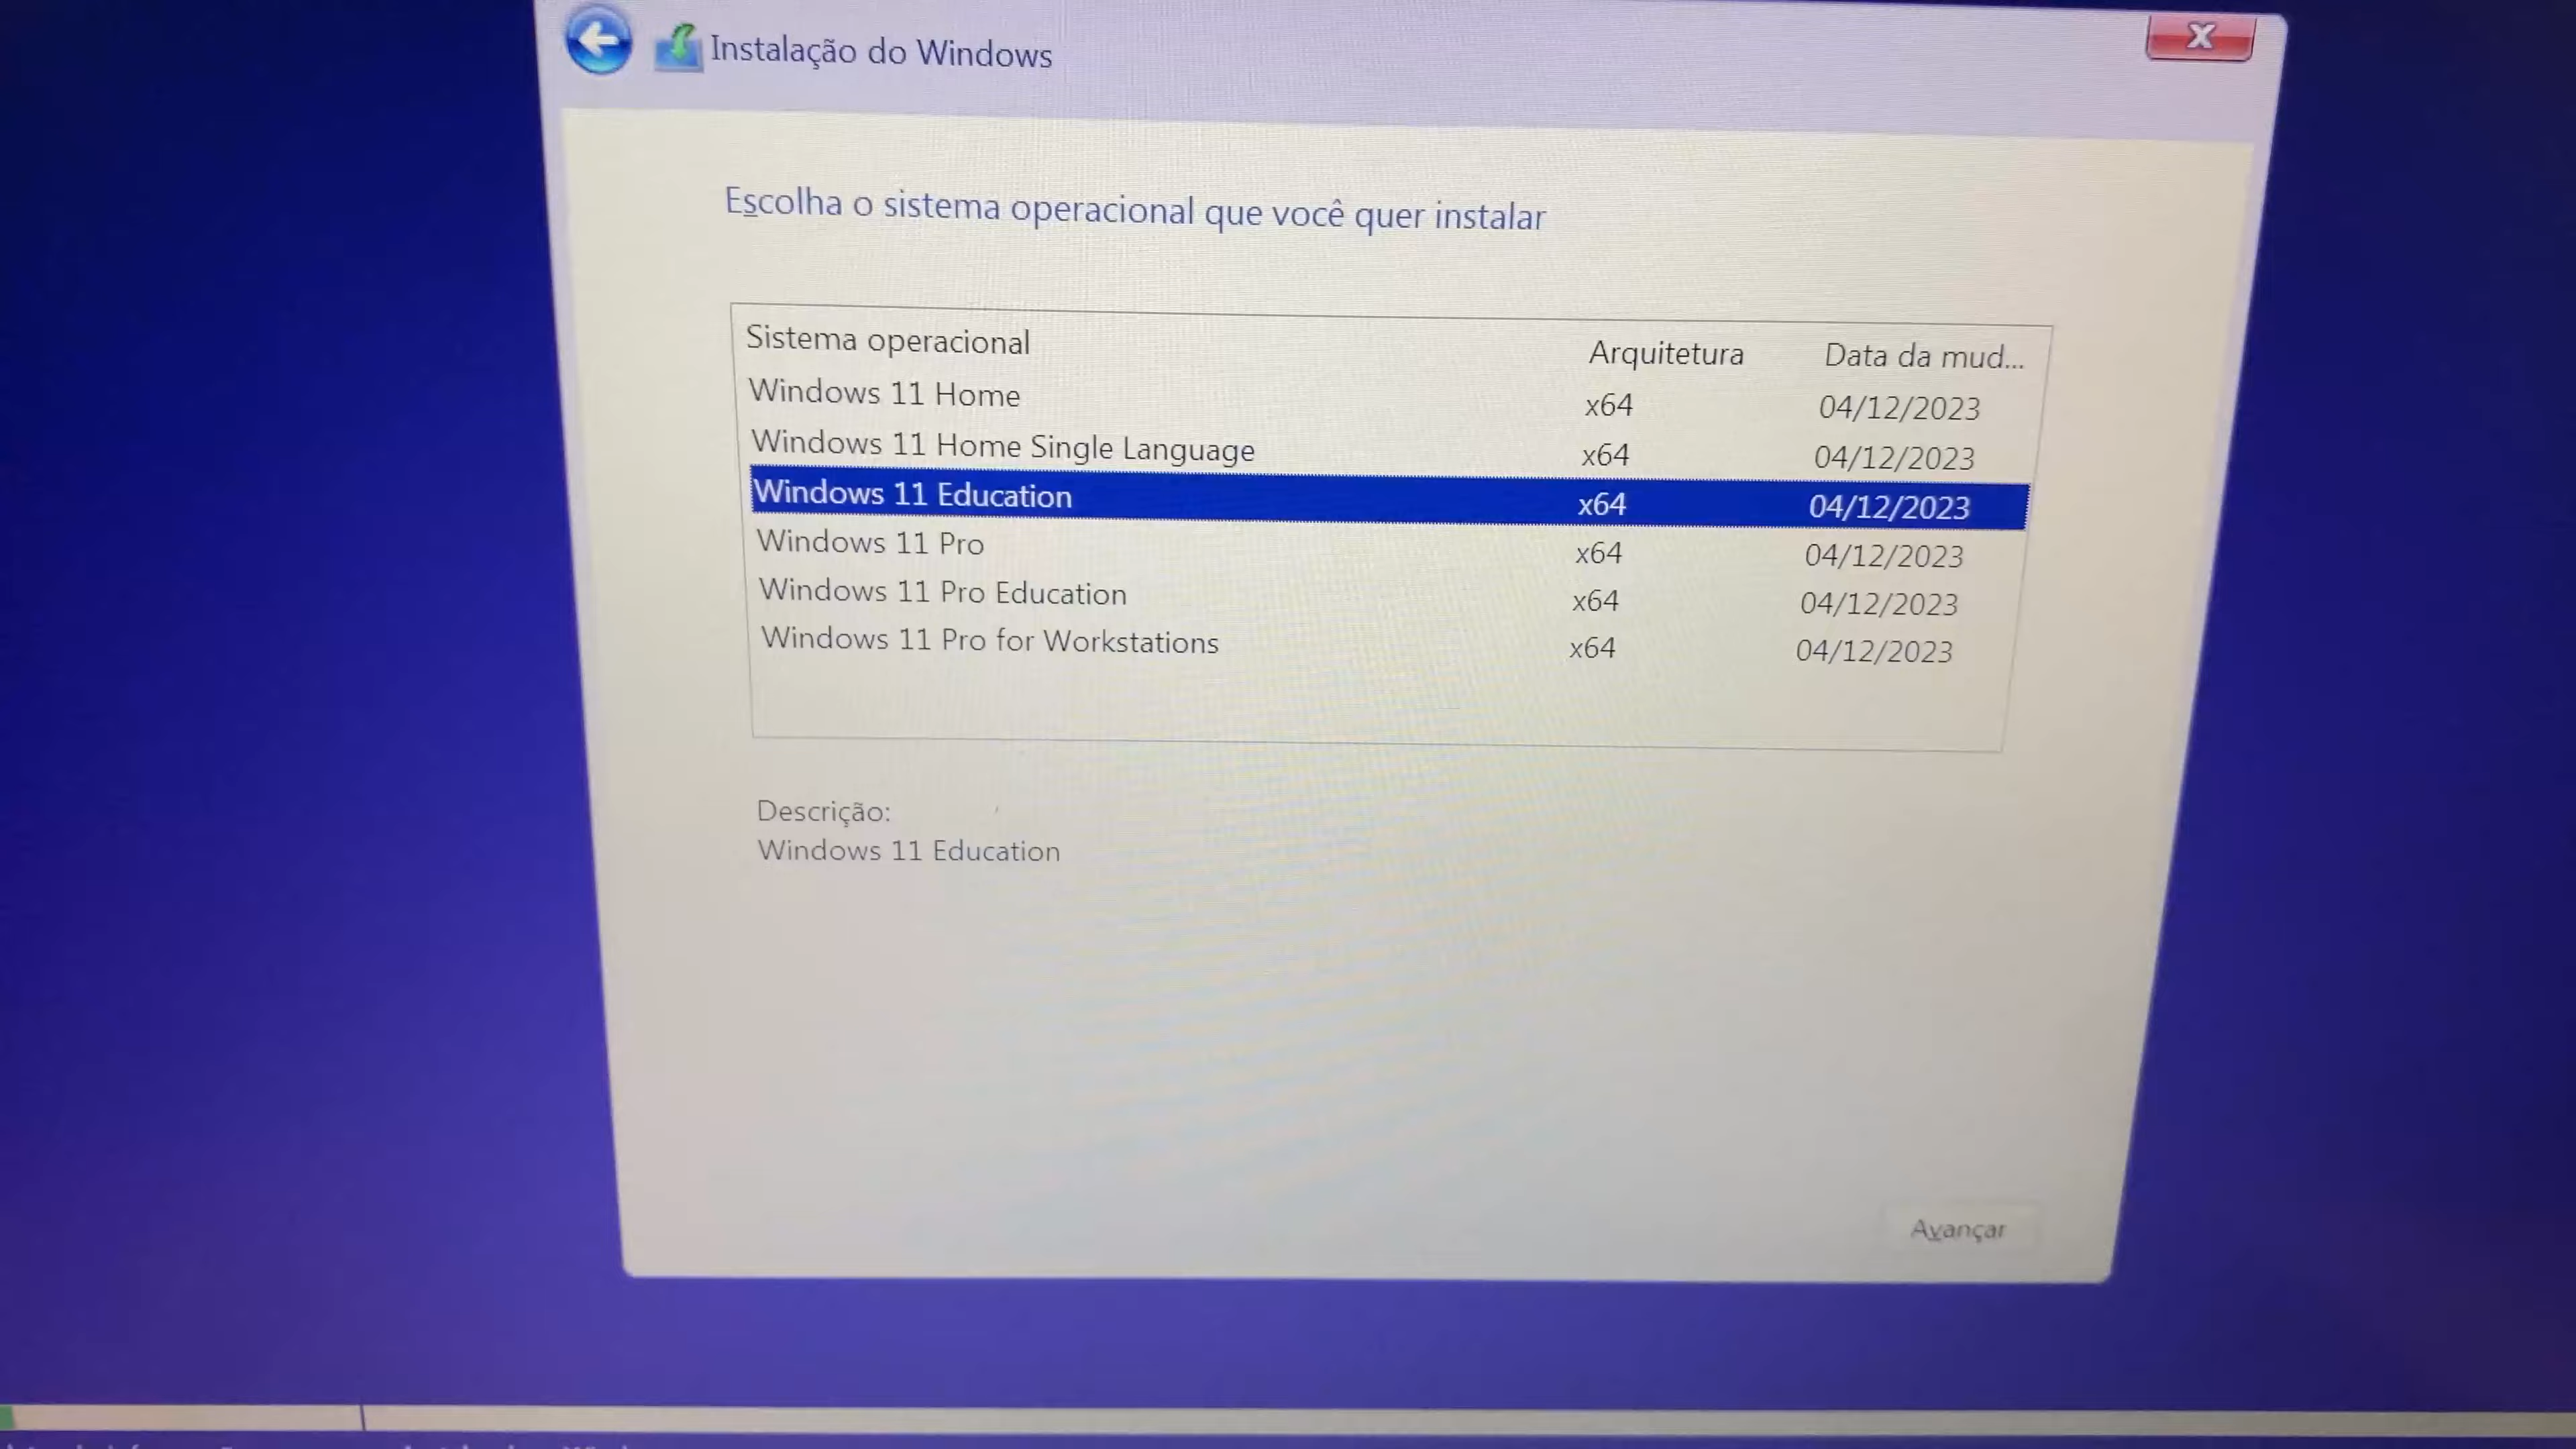 Instalação do Windows
Escolha o sistema operacional que você quer instalar
Sistema operacional Arquitetura Data da mud...
Windows 11 Home x64 04/12/2023
Windows 11 Home Single Language x64 04/12/2023
Windows 11 Education x64 04/12/2023
Windows 11 Pro x64 04/12/2023
Windows 11 Pro Education x64 04/12/2023
Windows 11 Pro for Workstations x64 04/12/2023
Descrição:
Windows 11 Education
Avançar